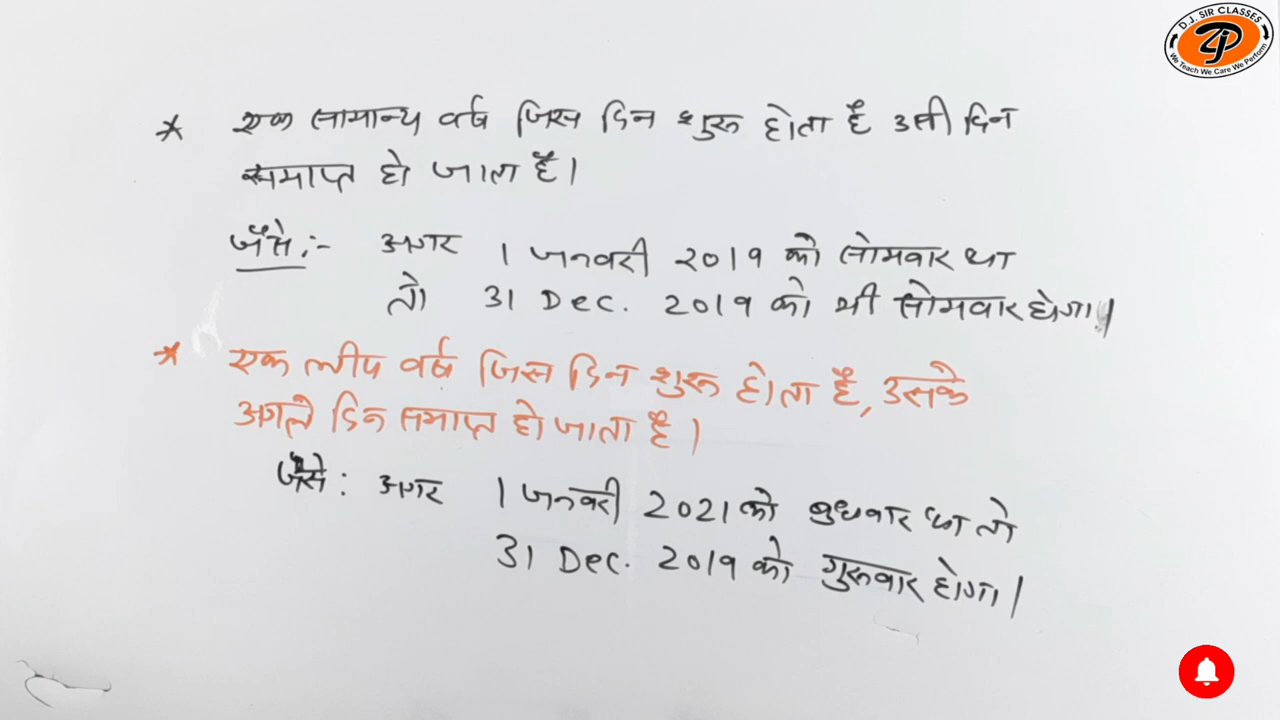 D.J. SIR CLASSES
We Teach We Care We Perform
* एक सामान्य वर्ष जिस दिन शुरू होता है उसी दिन
समाप्त हो जाता है।
जैसे:- अगर 1 जनवरी 2019 को सोमवार था
तो 31 Dec. 2019 को भी सोमवार होगा।
* एक लीप वर्ष जिस दिन शुरू होता है, उसके
अगले दिन समाप्त हो जाता है।
जैसे: अगर 1 जनवरी 2021 को बुधवार था तो
31 Dec. 2019 को गुरूवार होगा।